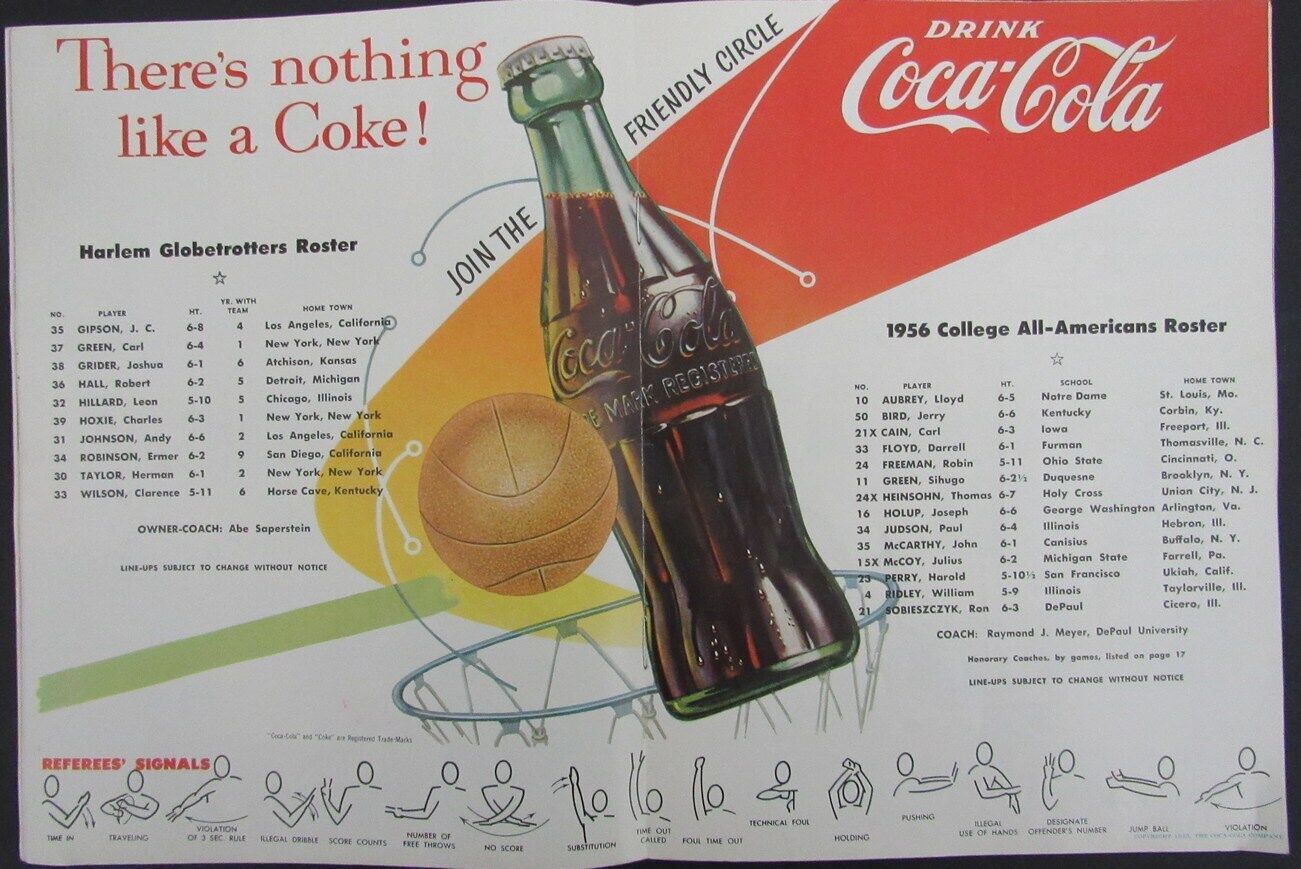 There's nothing
like a Coke!
JOIN THE FRIENDLY CIRCLE
DRINK
Coca-Cola
Coca-Cola
MARK REGISTERED
Harlem Globetrotters Roster
NO. PLAYER HT. YR. WITH TEAM HOME TOWN
35 GIPSON, J. C. 6-8 4 Los Angeles, California
37 GREEN, Carl 6-4 1 New York, New York
38 GRIDER, Joshua 6-1 6 Atchison, Kansas
36 HALL, Robert 6-2 5 Detroit, Michigan
32 HILLARD, Leon 5-10 5 Chicago, Illinois
39 HOXIE, Charles 6-3 1 New York, New York
31 JOHNSON, Andy 6-6 2 Los Angeles, California
34 ROBINSON, Ermer 6-2 9 San Diego, California
30 TAYLOR, Herman 6-1 2 New York, New York
33 WILSON, Clarence 5-11 6 Horse Cave, Kentucky
OWNER-COACH: Abe Saperstein
LINE-UPS SUBJECT TO CHANGE WITHOUT NOTICE
1956 College All-Americans Roster
NO. PLAYER HT. SCHOOL HOME TOWN
10 AUBREY, Lloyd 6-5 Notre Dame St. Louis, Mo.
50 BIRD, Jerry 6-6 Kentucky Corbin, Ky.
21X CAIN, Carl 6-3 Iowa Freeport, Ill.
33 FLOYD, Darrell 6-1 Furman Thomasville, N. C.
24 FREEMAN, Robin 5-11 Ohio State Cincinnati, O.
11 GREEN, Sihugo 6-2½ Duquesne Brooklyn, N. Y.
24X HEINSOHN, Thomas 6-7 Holy Cross Union City, N. J.
16 HOLUP, Joseph 6-6 George Washington Arlington, Va.
34 JUDSON, Paul 6-4 Illinois Hebron, Ill.
35 McCARTHY, John 6-1 Canisius Buffalo, N. Y.
15X McCOY, Julius 6-2 Michigan State Farrell, Pa.
23 PERRY, Harold 5-10½ San Francisco Ukiah, Calif.
4 RIDLEY, William 5-9 Illinois Taylorville, Ill.
21 SOBIESZCZYK, Ron 6-3 DePaul Cicero, Ill.
COACH: Raymond J. Meyer, DePaul University
Honorary Coaches, by games, listed on page 17
LINE-UPS SUBJECT TO CHANGE WITHOUT NOTICE
"Coca-Cola" and "Coke" are Registered Trade-Marks
REFEREES' SIGNALS
TIME IN
TRAVELING
VIOLATION
OF 3 SEC. RULE
ILLEGAL DRIBBLE
SCORE COUNTS
NUMBER OF
FREE THROWS
NO SCORE
SUBSTITUTION
TIME OUT
CALLED
FOUL TIME OUT
TECHNICAL FOUL
HOLDING
PUSHING
ILLEGAL
USE OF HANDS
DESIGNATE
OFFENDER'S NUMBER
JUMP BALL
VIOLATION
THE COCA-COLA COMPANY